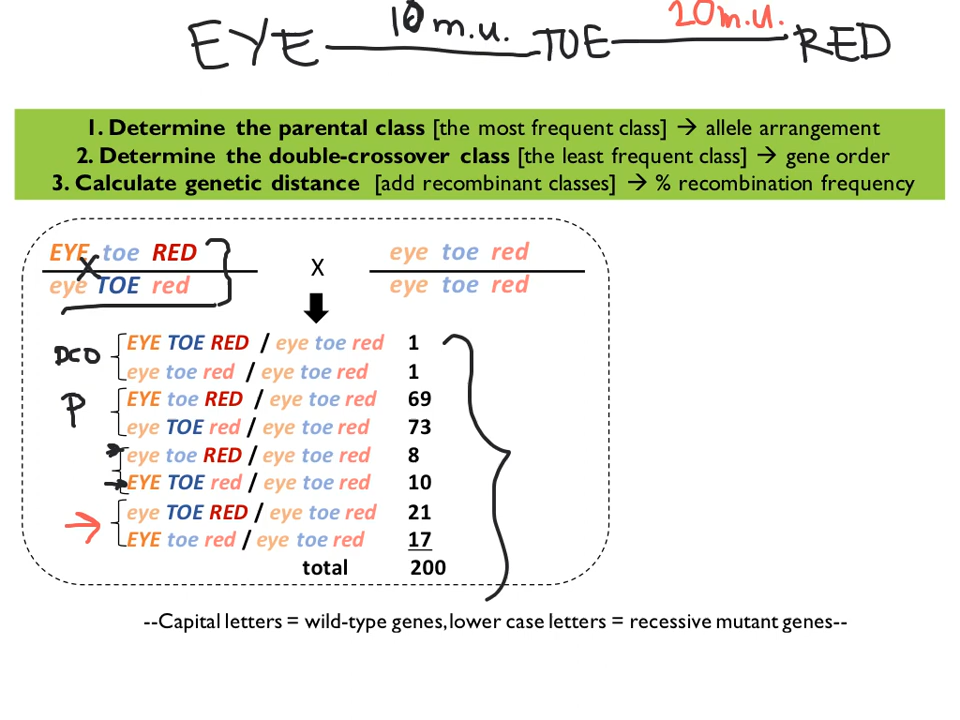 EYE 10 m.u. TOE 20 m.u. RED
1. Determine the parental class [the most frequent class] → allele arrangement
2. Determine the double-crossover class [the least frequent class] → gene order
3. Calculate genetic distance [add recombinant classes] → % recombination frequency
EYE toe RED
eye TOE red
X
eye toe red
eye toe red
DCO
EYE TOE RED / eye toe red 1
eye toe red / eye toe red 1
P
EYE toe RED / eye toe red 69
eye TOE red / eye toe red 73
eye toe RED / eye toe red 8
EYE TOE red / eye toe red 10
eye TOE RED / eye toe red 21
EYE toe red / eye toe red 17
total 200
--Capital letters = wild-type genes, lower case letters = recessive mutant genes--